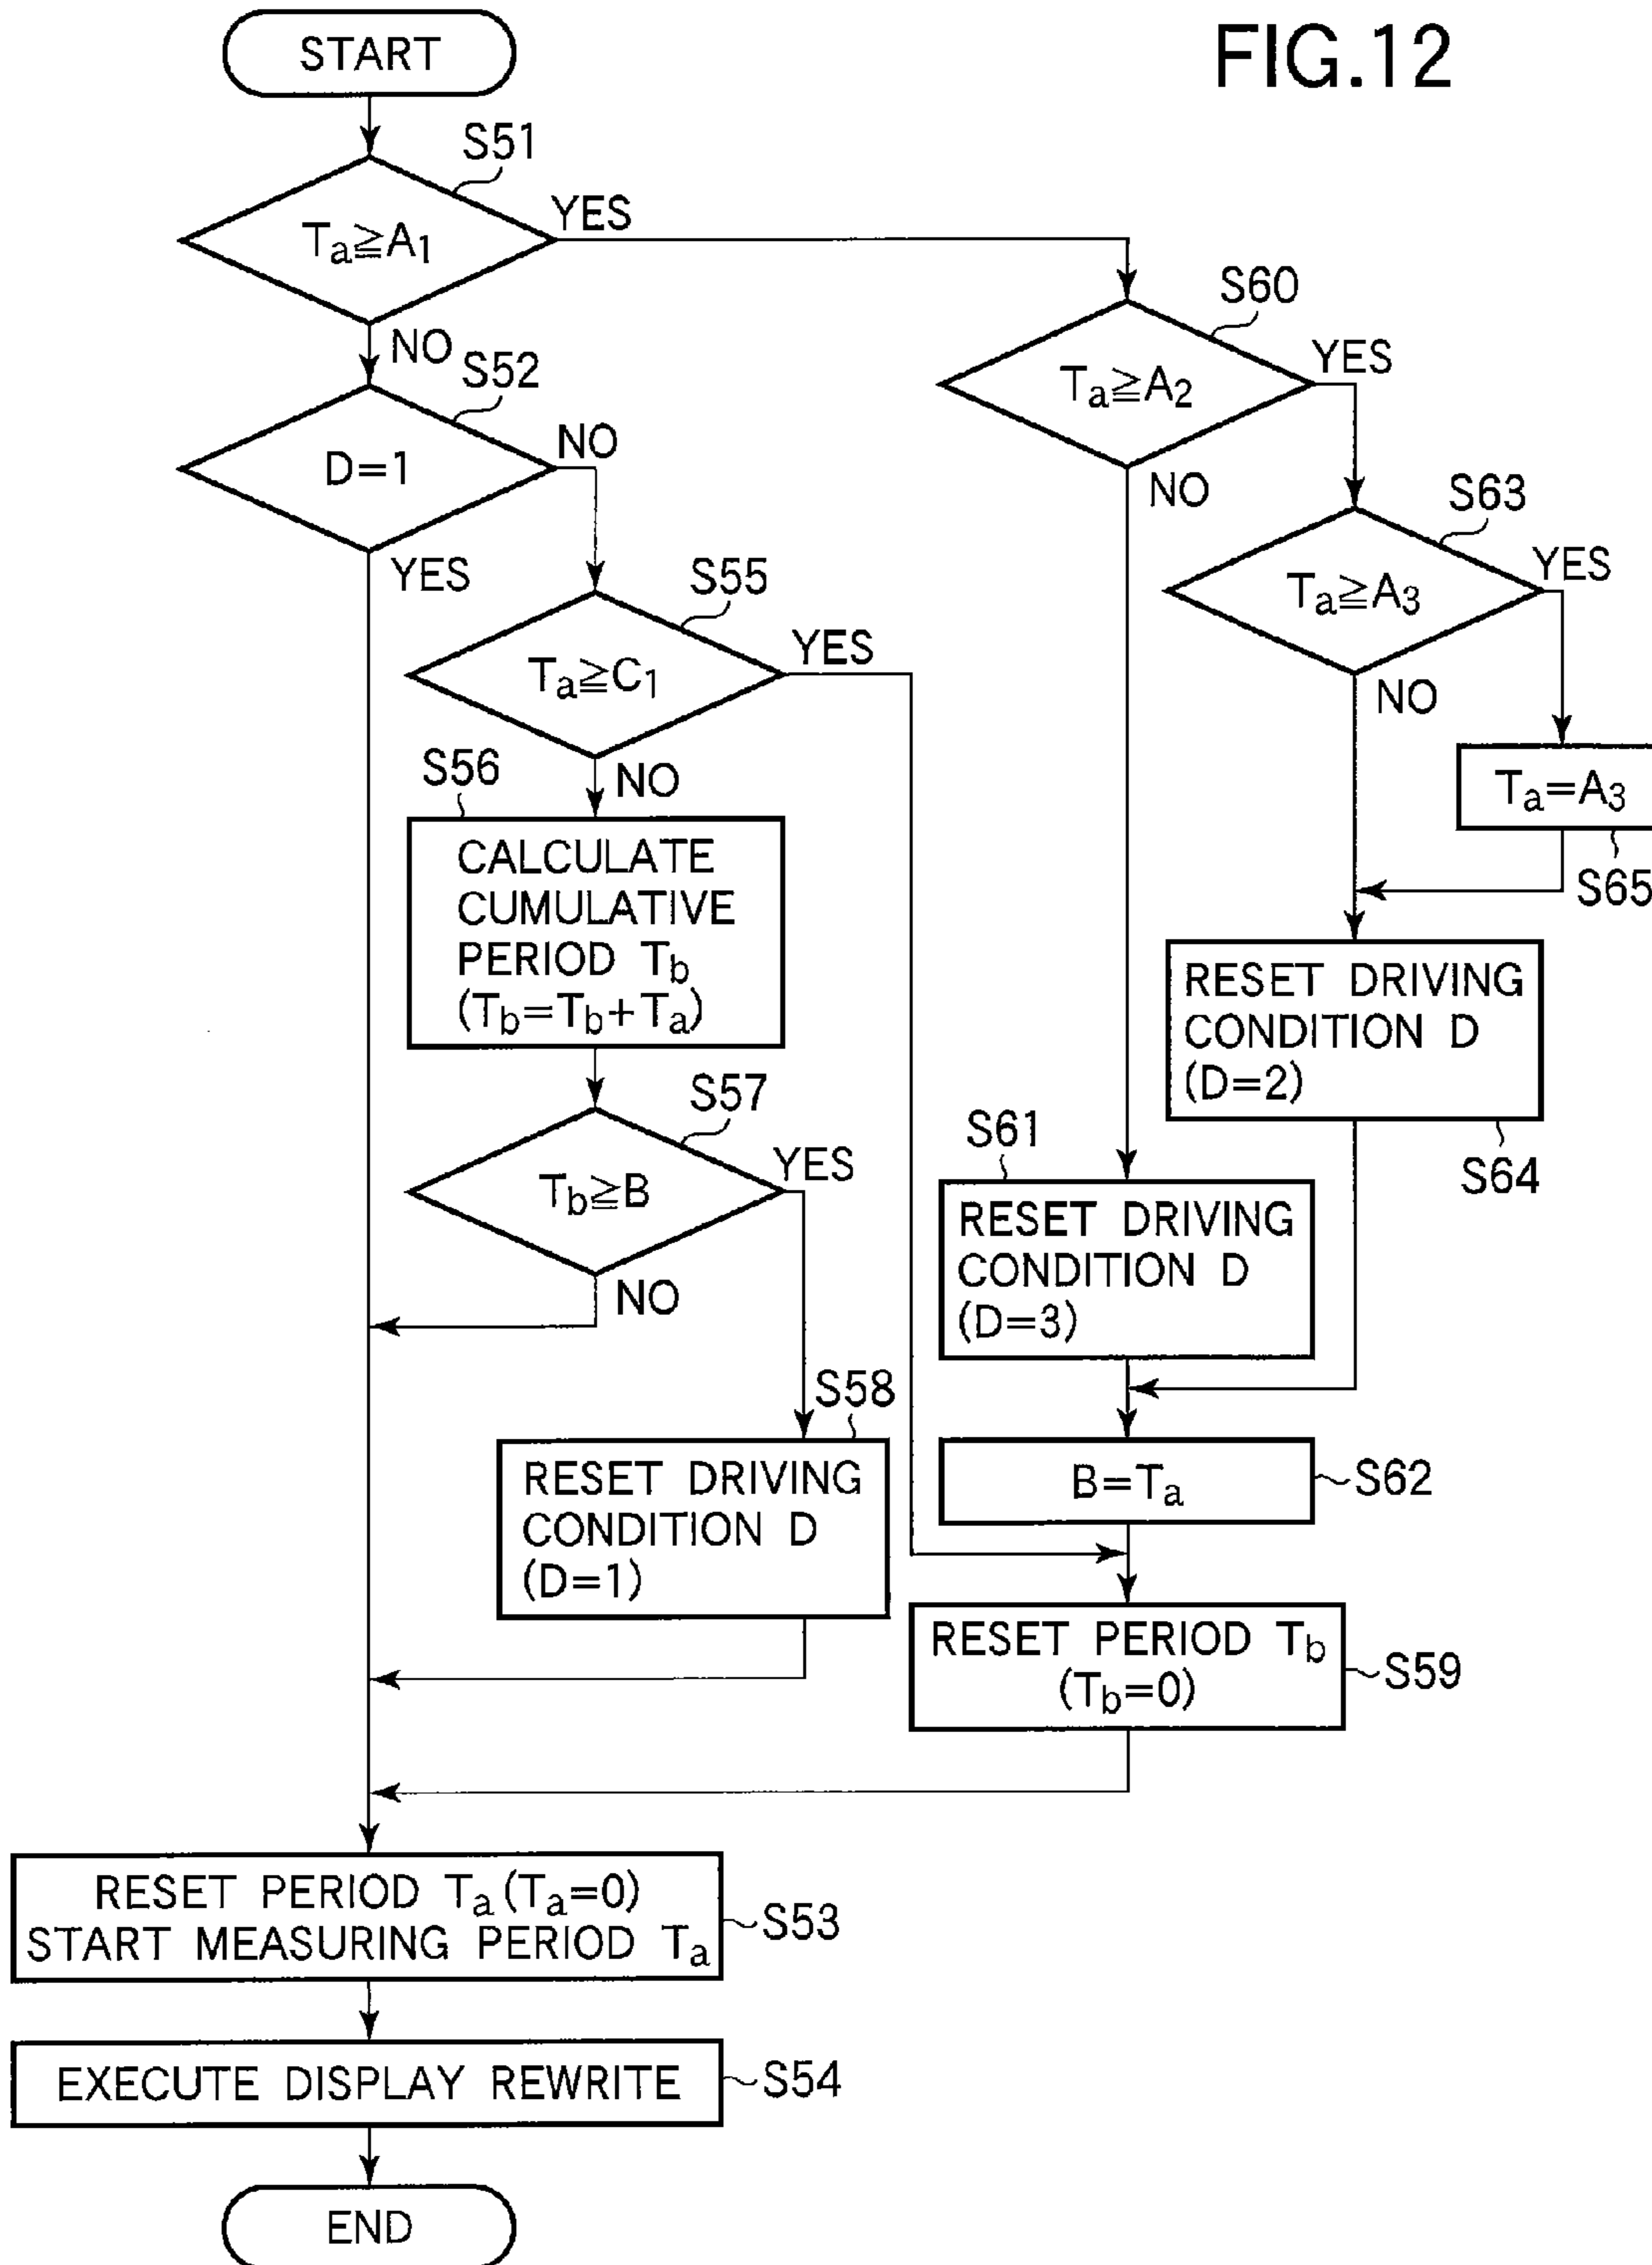 FIG.12
START
S51
Ta≧A1
YES
NO
S52
D=1
NO
YES
S55
Ta≧C1
YES
NO
S56
CALCULATE
CUMULATIVE
PERIOD Tb
(Tb=Tb+Ta)
S57
Tb≧B
YES
NO
S58
RESET DRIVING
CONDITION D
(D=1)
S60
Ta≧A2
YES
NO
S63
Ta≧A3
YES
NO
Ta=A3
S65
RESET DRIVING
CONDITION D
(D=2)
S64
S61
RESET DRIVING
CONDITION D
(D=3)
B=Ta
S62
RESET PERIOD Tb
(Tb=0)
S59
RESET PERIOD Ta(Ta=0)
START MEASURING PERIOD Ta
S53
EXECUTE DISPLAY REWRITE
S54
END